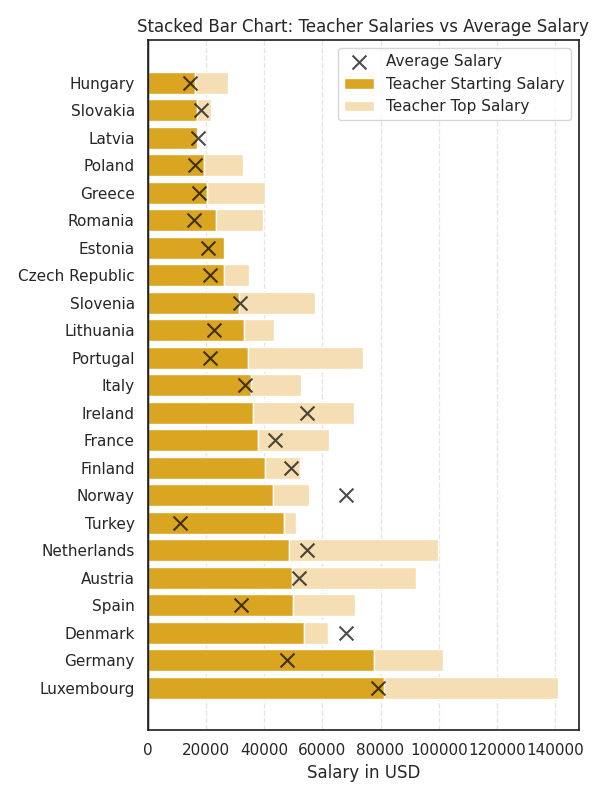 Stacked Bar Chart: Teacher Salaries vs Average Salary
Average Salary
Teacher Starting Salary
Teacher Top Salary
Hungary
Slovakia
Latvia
Poland
Greece
Romania
Estonia
Czech Republic
Slovenia
Lithuania
Portugal
Italy
Ireland
France
Finland
Norway
Turkey
Netherlands
Austria
Spain
Denmark
Germany
Luxembourg
0 20000 40000 60000 80000 100000 120000 140000
Salary in USD